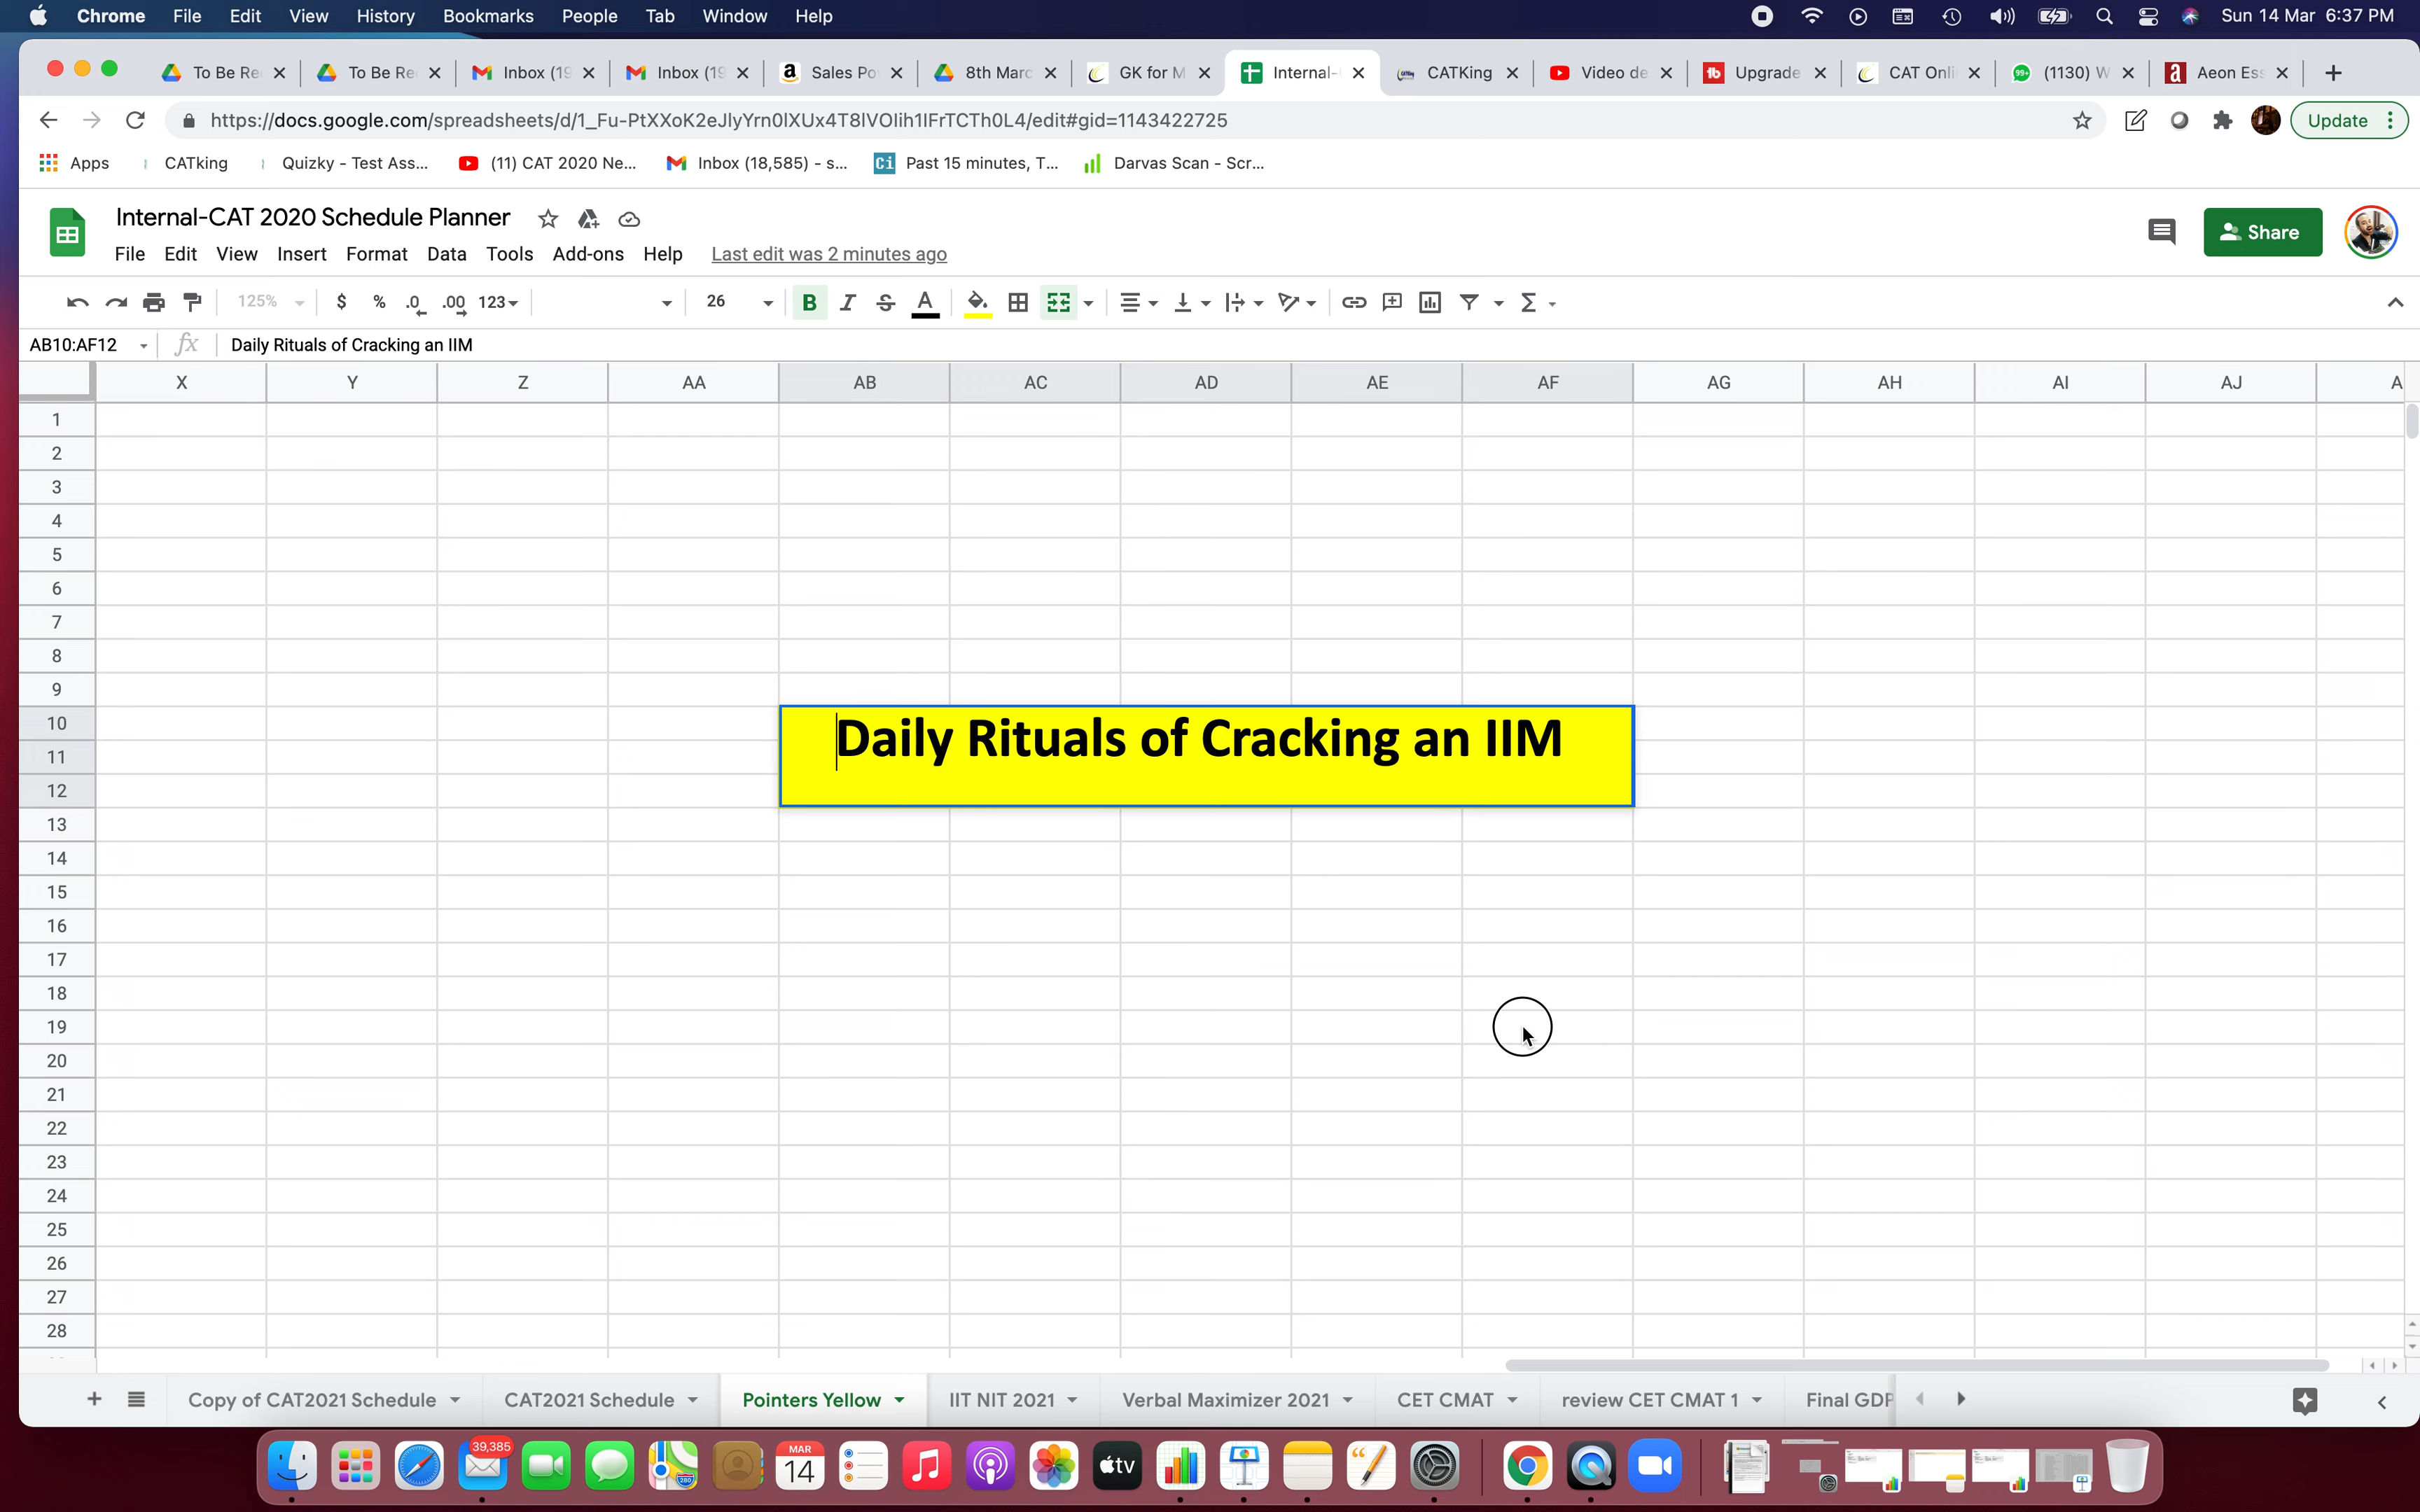 Chrome File Edit View History Bookmarks People Tab Window Help Sun 14 Mar 6:37 PM
To Be Re To Be Re Inbox (19 Inbox (19 Sales Po 8th Marc GK for M Internal- CATKing Video de Upgrade CAT Onli (1130) W Aeon Ess
https://docs.google.com/spreadsheets/d/1_Fu-PtXXoK2eJlyYrn0lXUx4T8IVOIih1lFrTCTh0L4/edit#gid=1143422725 Update
Apps CATking Quizky - Test Ass... (11) CAT 2020 Ne... Inbox (18,585) - s... Ci Past 15 minutes, T... Darvas Scan - Scr...
Internal-CAT 2020 Schedule Planner Share
File Edit View Insert Format Data Tools Add-ons Help Last edit was 2 minutes ago
125% $ % .0 .00 123 26 B I S A
AB10:AF12 fx Daily Rituals of Cracking an IIM
X Y Z AA AB AC AD AE AF AG AH AI AJ A
1
2
3
4
5
6
7
8
9
10
Daily Rituals of Cracking an IIM
11
12
13
14
15
16
17
18
19
20
21
22
23
24
25
26
27
28
Copy of CAT2021 Schedule CAT2021 Schedule Pointers Yellow IIT NIT 2021 Verbal Maximizer 2021 CET CMAT review CET CMAT 1 Final GDP
39,385 MAR 14 tv